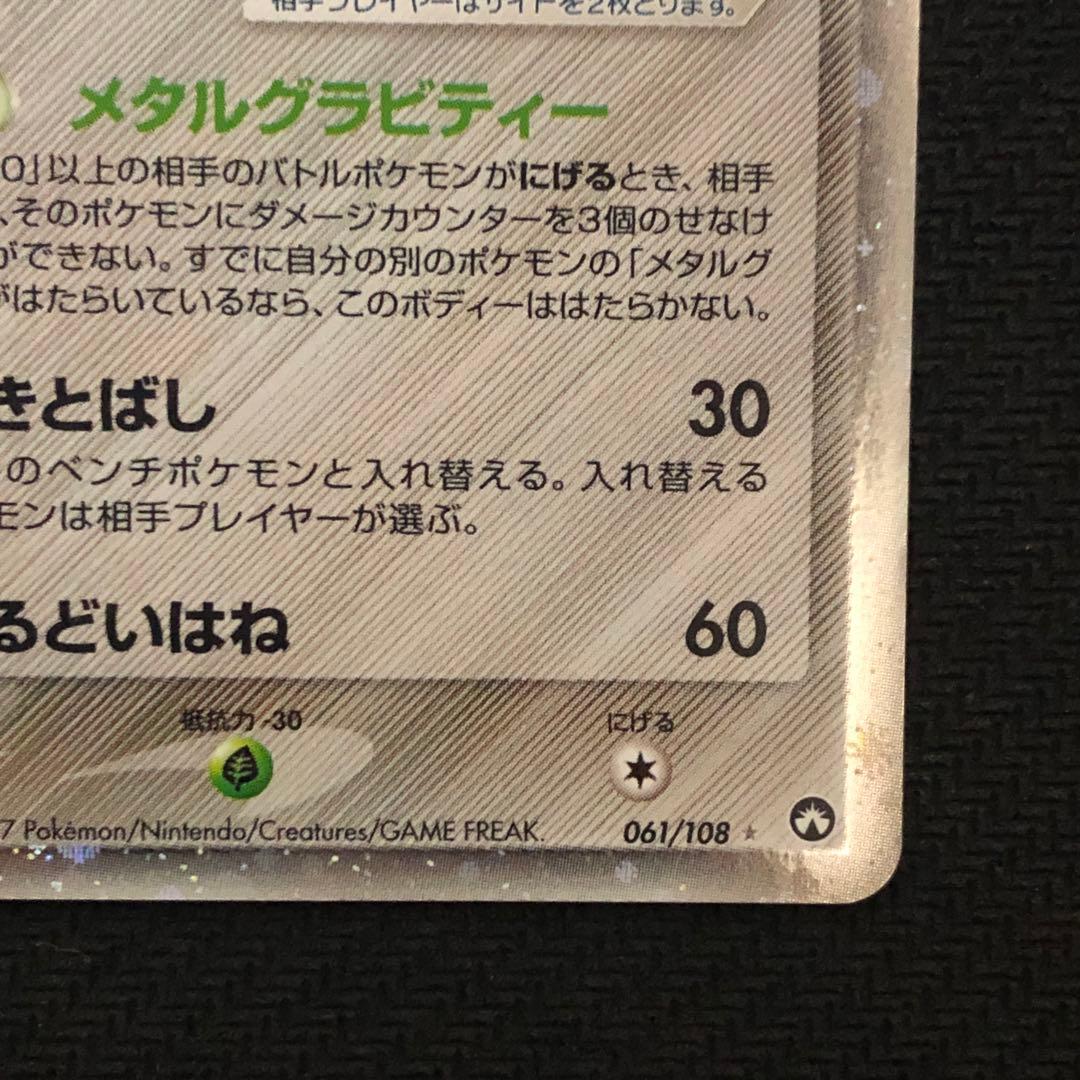 相手プレイヤーはサイドを2枚とります。
メタルグラビティー
0」以上の相手のバトルポケモンがにげるとき、相手
、そのポケモンにダメージカウンターを3個のせなけ
ができない。すでに自分の別のポケモンの「メタルグ
がはたらいているなら、このボディーははたらかない。
きとばし 30
のベンチポケモンと入れ替える。入れ替える
モンは相手プレイヤーが選ぶ。
るどいはね 60
抵抗力 -30 にげる
7 Pokémon/Nintendo/Creatures/GAME FREAK. 061/108 ★